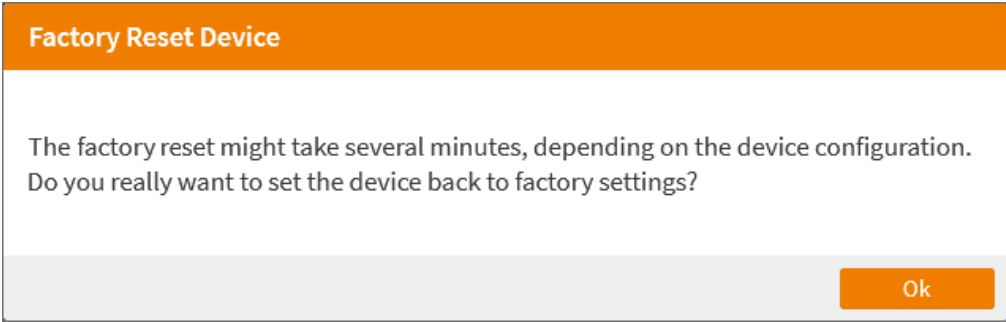 Factory Reset Device
The factory reset might take several minutes, depending on the device configuration.
Do you really want to set the device back to factory settings?
Ok